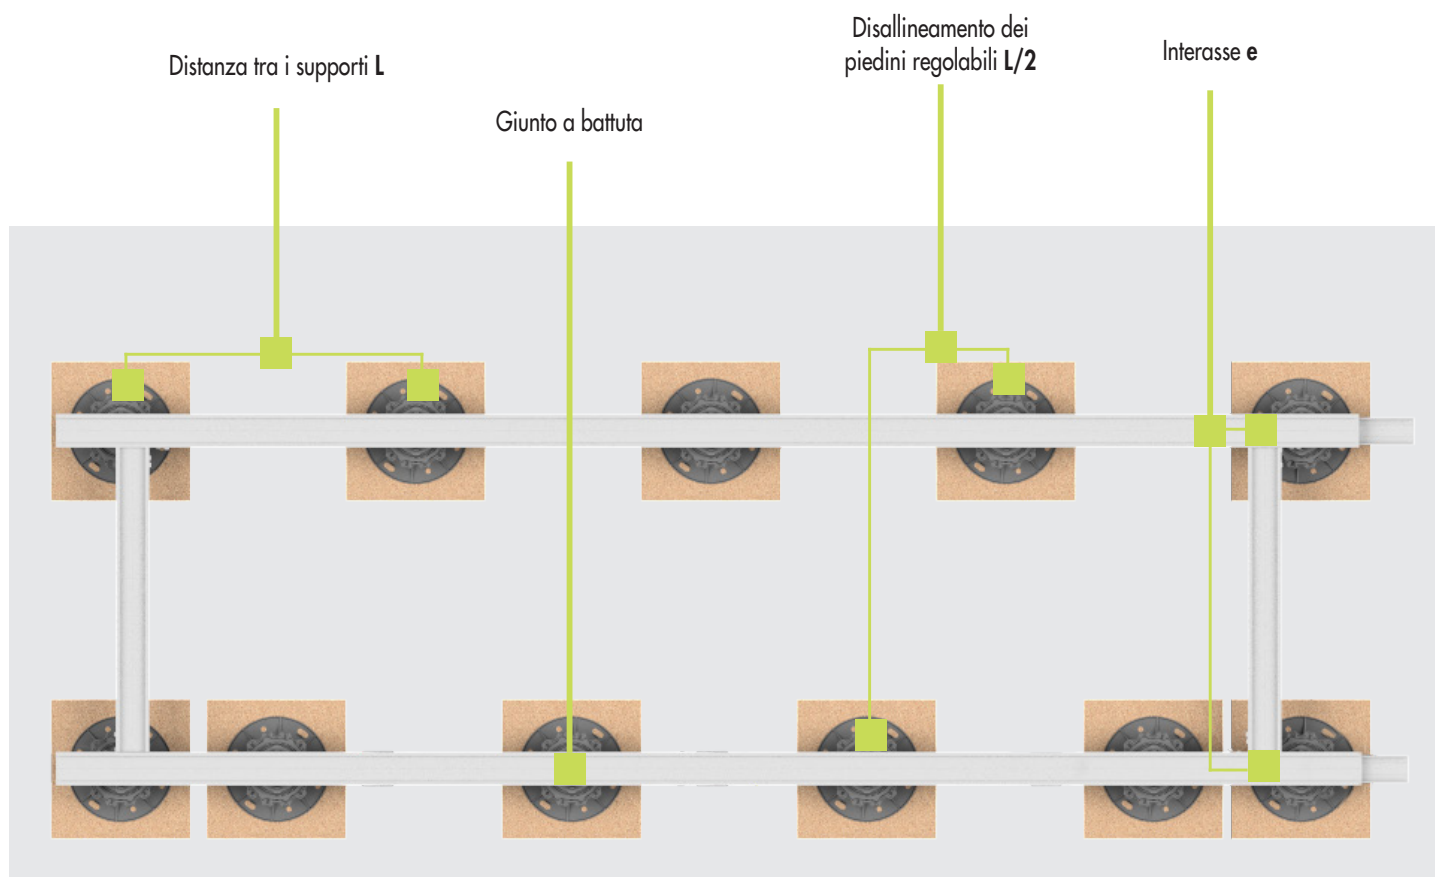 Distanza tra i supporti L
Giunto a battuta
Disallineamento dei
piedini regolabili L/2
Interasse e